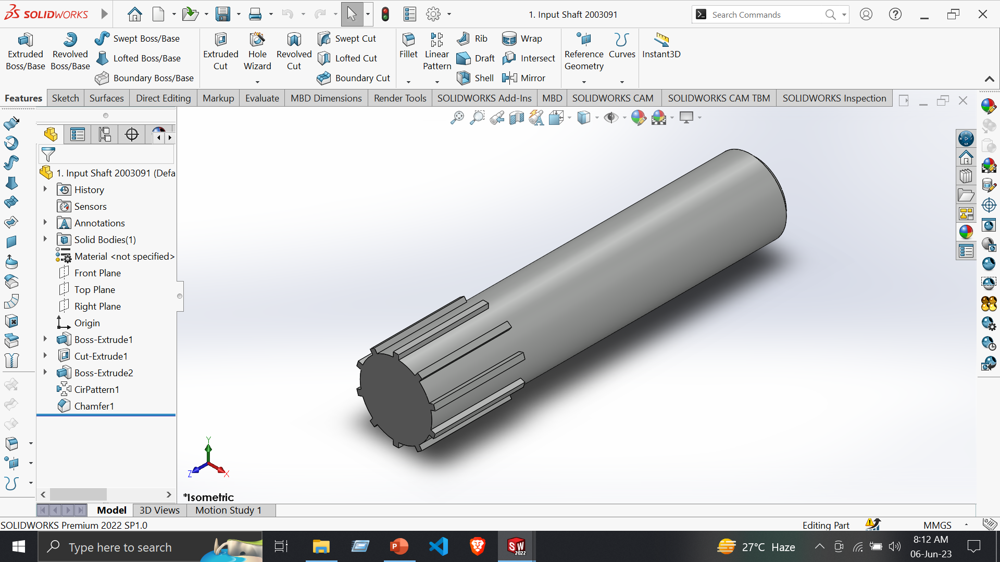 SOLIDWORKS
1. Input Shaft 2003091
Search Commands
Extruded Boss/Base
Revolved Boss/Base
Swept Boss/Base
Lofted Boss/Base
Boundary Boss/Base
Extruded Cut
Hole Wizard
Revolved Cut
Swept Cut
Lofted Cut
Boundary Cut
Fillet
Linear Pattern
Rib
Draft
Shell
Wrap
Intersect
Mirror
Reference Geometry
Curves
Instant3D
Features
Sketch
Surfaces
Direct Editing
Markup
Evaluate
MBD Dimensions
Render Tools
SOLIDWORKS Add-Ins
MBD
SOLIDWORKS CAM
SOLIDWORKS CAM TBM
SOLIDWORKS Inspection
1. Input Shaft 2003091 (Defa
History
Sensors
Annotations
Solid Bodies(1)
Material <not specified>
Front Plane
Top Plane
Right Plane
Origin
Boss-Extrude1
Cut-Extrude1
Boss-Extrude2
CirPattern1
Chamfer1
Y
Z
X
*Isometric
Model
3D Views
Motion Study 1
SOLIDWORKS Premium 2022 SP1.0
Editing Part
MMGS
Type here to search
P
SW
2022
27°C Haze
8:12 AM
06-Jun-23